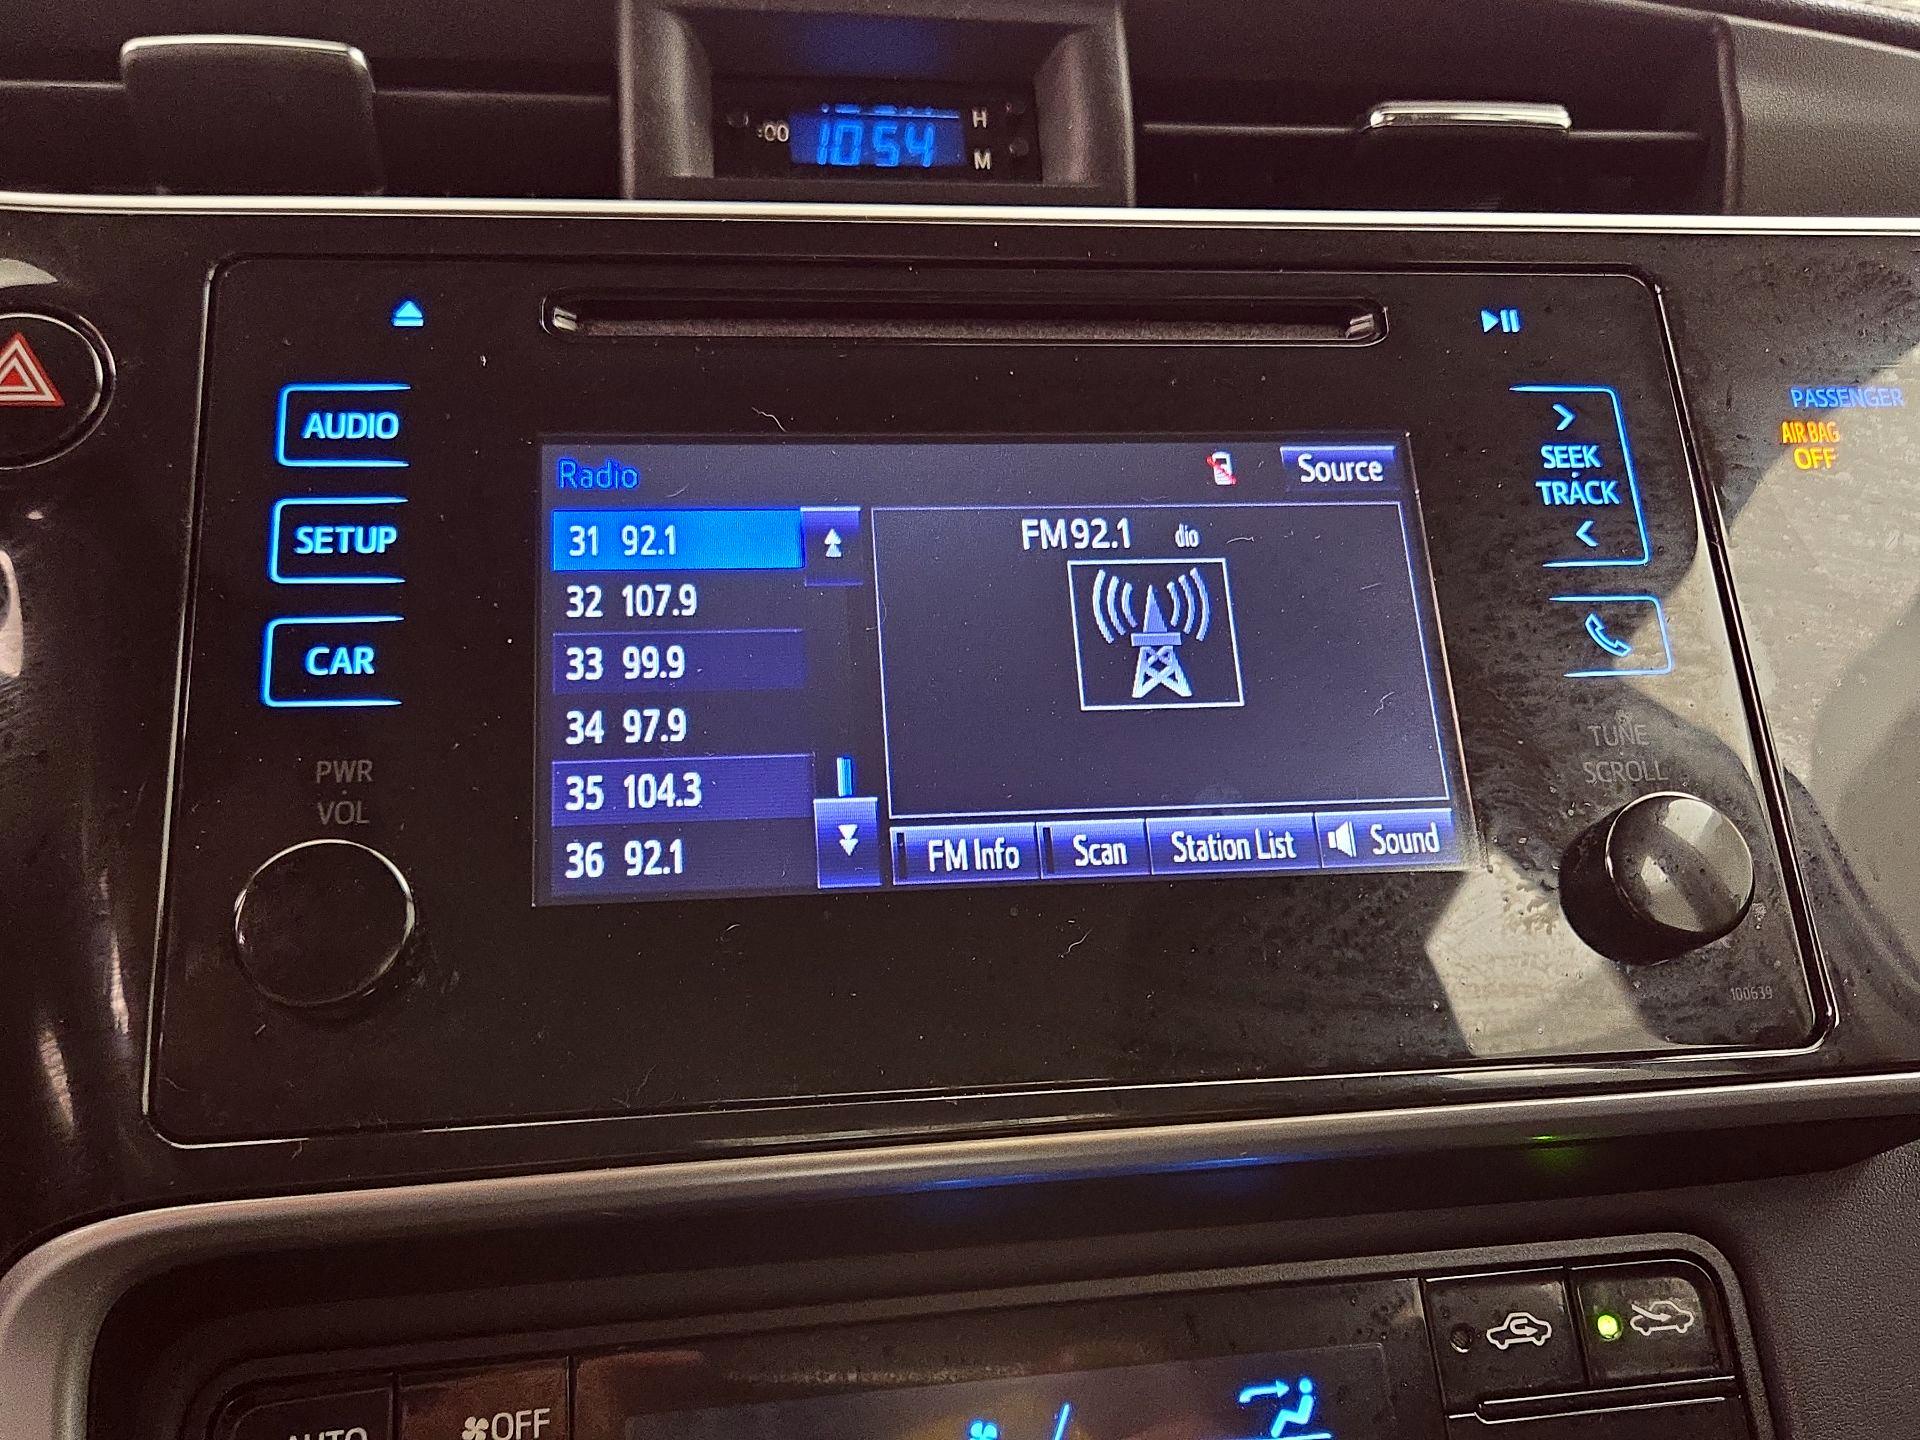 :00
10:54
H
M
AUDIO
SETUP
CAR
PWR
VOL
Radio
Source
31 92.1
32 107.9
33 99.9
34 97.9
35 104.3
36 92.1
FM 92.1 dio
FM Info
Scan
Station List
Sound
SEEK
TRACK
TUNE
SCROLL
100639
PASSENGER
AIR BAG
OFF
AUTO
OFF